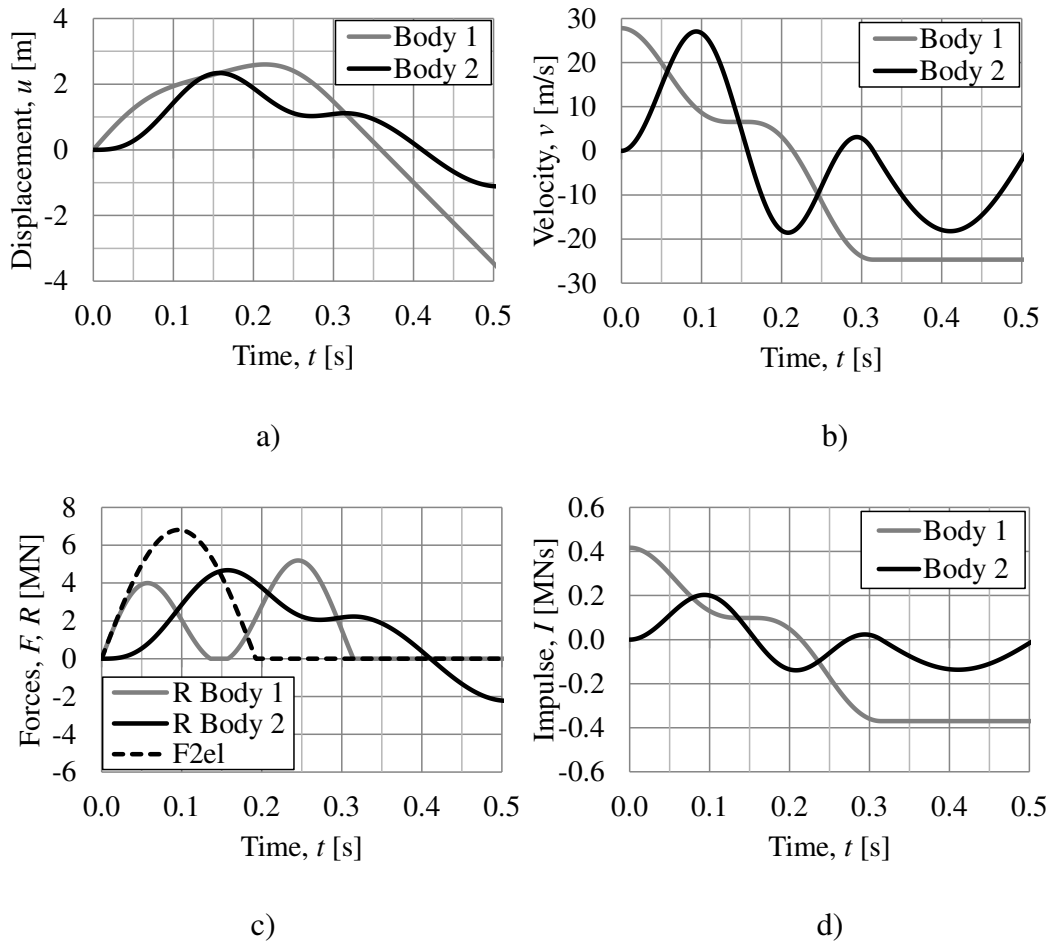 Displacement, u [m]
4
2
0
-2
-4
Body 1
Body 2
0.0 0.1 0.2 0.3 0.4 0.5
Time, t [s]
a)
Velocity, v [m/s]
30
20
10
0
-10
-20
-30
Body 1
Body 2
0.0 0.1 0.2 0.3 0.4 0.5
Time, t [s]
b)
Forces, F, R [MN]
8
6
4
2
0
-2
-4
-6
R Body 1
R Body 2
F2el
0.0 0.1 0.2 0.3 0.4 0.5
Time, t [s]
c)
Impulse, I [MNs]
0.6
0.4
0.2
0.0
-0.2
-0.4
-0.6
Body 1
Body 2
0.0 0.1 0.2 0.3 0.4 0.5
Time, t [s]
d)